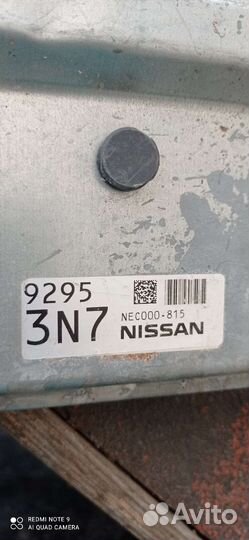 9295
3N7 NEC000-815
NISSAN
REDMI NOTE 9
AI QUAD CAMERA
Avito